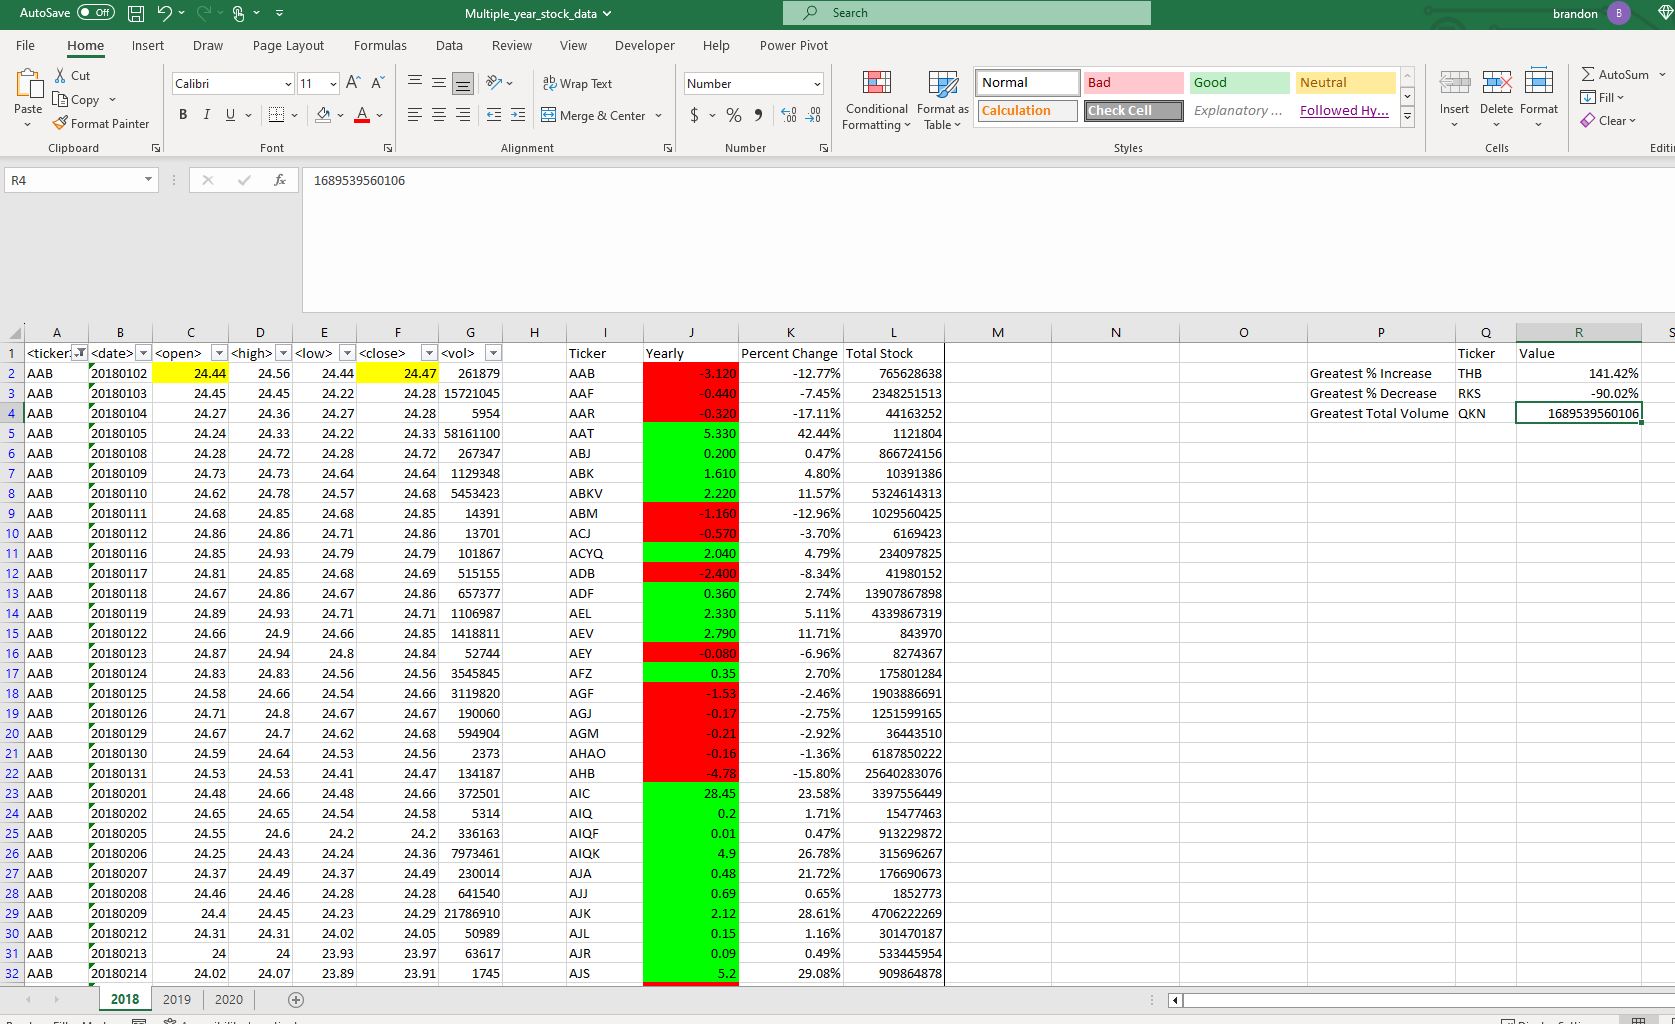 AutoSave Off Multiple_year_stock_data Search brandon B
File Home Insert Draw Page Layout Formulas Data Review View Developer Help Power Pivot
Paste Cut Copy Format Painter Clipboard
Calibri 11 B I U A A A Font
Wrap Text Merge & Center Alignment
Number $ % Number
Conditional Formatting Format as Table
Normal Bad Good Neutral
Calculation Check Cell Explanatory ... Followed Hy...
Styles
Insert Delete Format Cells
AutoSum Fill Clear
R4 fx 1689539560106
A B C D E F G H I J K L M N O P Q R
1 <ticker> <date> <open> <high> <low> <close> <vol> Ticker Yearly Percent Change Total Stock Ticker Value
2 AAB 20180102 24.44 24.56 24.44 24.47 261879 AAB -3.120 -12.77% 765628638 Greatest % Increase THB 141.42%
3 AAB 20180103 24.45 24.45 24.22 24.28 15721045 AAF -0.440 -7.45% 2348251513 Greatest % Decrease RKS -90.02%
4 AAB 20180104 24.27 24.36 24.27 24.28 5954 AAR -0.320 -17.11% 44163252 Greatest Total Volume QKN 1689539560106
5 AAB 20180105 24.24 24.33 24.22 24.33 58161100 AAT 5.330 42.44% 1121804
6 AAB 20180108 24.28 24.72 24.28 24.72 267347 ABJ 0.200 0.47% 866724156
7 AAB 20180109 24.73 24.73 24.64 24.64 1129348 ABK 1.610 4.80% 10391386
8 AAB 20180110 24.62 24.78 24.57 24.68 5453423 ABKV 2.220 11.57% 5324614313
9 AAB 20180111 24.68 24.85 24.68 24.85 14391 ABM -1.160 -12.96% 1029560425
10 AAB 20180112 24.86 24.86 24.71 24.86 13701 ACJ -0.570 -3.70% 6169423
11 AAB 20180116 24.85 24.93 24.79 24.79 101867 ACYQ 2.040 4.79% 234097825
12 AAB 20180117 24.81 24.85 24.68 24.69 515155 ADB -2.400 -8.34% 41980152
13 AAB 20180118 24.67 24.86 24.67 24.86 657377 ADF 0.360 2.74% 13907867898
14 AAB 20180119 24.89 24.93 24.71 24.71 1106987 AEL 2.330 5.11% 4339867319
15 AAB 20180122 24.66 24.9 24.66 24.85 1418811 AEV 2.790 11.71% 843970
16 AAB 20180123 24.87 24.94 24.8 24.84 52744 AEY -0.080 -6.96% 8274367
17 AAB 20180124 24.83 24.83 24.56 24.56 3545845 AFZ 0.35 2.70% 175801284
18 AAB 20180125 24.58 24.66 24.54 24.66 3119820 AGF -1.53 -2.46% 1903886691
19 AAB 20180126 24.71 24.8 24.67 24.67 190060 AGJ -0.17 -2.75% 1251599165
20 AAB 20180129 24.67 24.7 24.62 24.68 594904 AGM -0.21 -2.92% 36443510
21 AAB 20180130 24.59 24.64 24.53 24.56 2373 AHAO -0.16 -1.36% 6187850222
22 AAB 20180131 24.53 24.53 24.41 24.47 134187 AHB -4.78 -15.80% 25640283076
23 AAB 20180201 24.48 24.66 24.48 24.66 372501 AIC 28.45 23.58% 3397556449
24 AAB 20180202 24.65 24.65 24.54 24.58 5314 AIQ 0.2 1.71% 15477463
25 AAB 20180205 24.55 24.6 24.2 24.2 336163 AIQF 0.01 0.47% 913229872
26 AAB 20180206 24.25 24.43 24.24 24.36 7973461 AIQK 4.9 26.78% 315696267
27 AAB 20180207 24.37 24.49 24.37 24.49 230014 AJA 0.48 21.72% 176690673
28 AAB 20180208 24.46 24.46 24.28 24.28 641540 AJJ 0.69 0.65% 1852773
29 AAB 20180209 24.4 24.45 24.23 24.29 21786910 AJK 2.12 28.61% 4706222269
30 AAB 20180212 24.31 24.31 24.02 24.05 50989 AJL 0.15 1.16% 301470187
31 AAB 20180213 24 24 23.93 23.97 63617 AJR 0.09 0.49% 533445954
32 AAB 20180214 24.02 24.07 23.89 23.91 1745 AJS 5.2 29.08% 909864878
2018 2019 2020